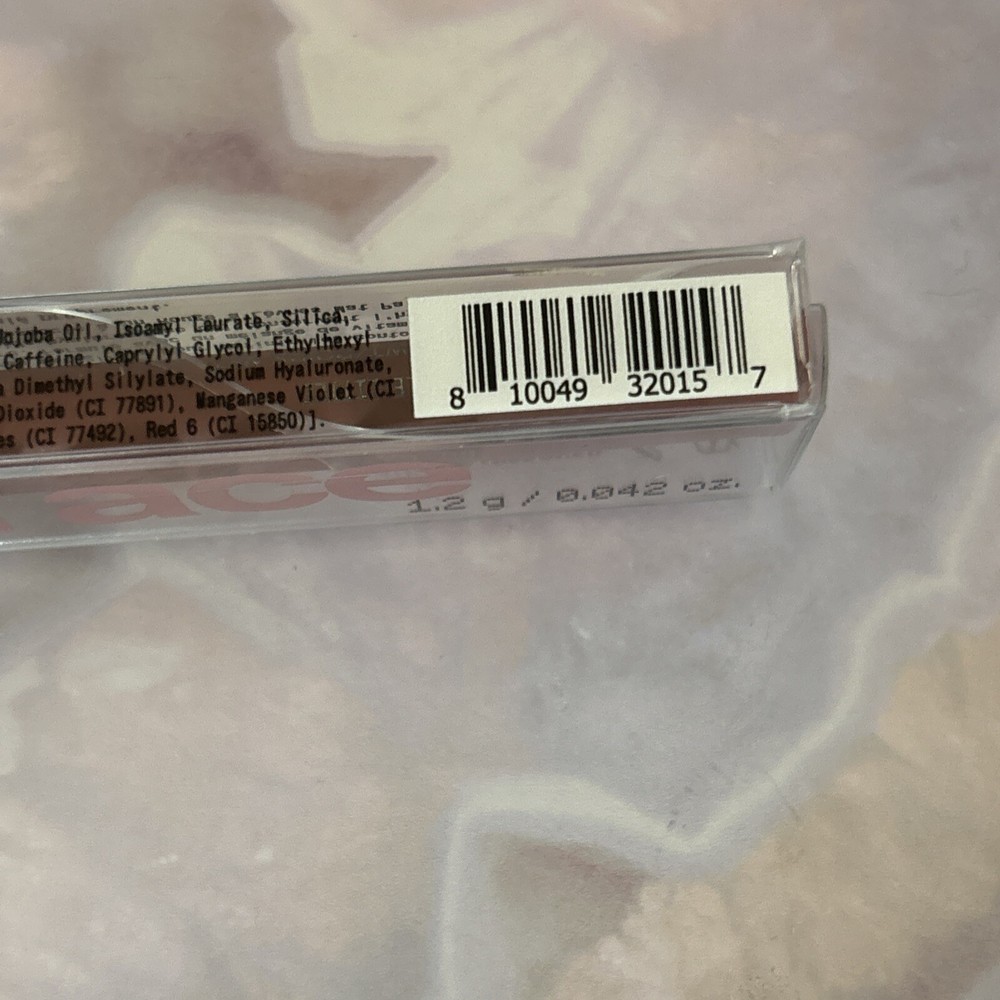 Jojoba Oil, Isoamyl Laurate, Silica,
Caffeine, Caprylyl Glycol, Ethylhexyl
Dimethyl Silylate, Sodium Hyaluronate,
Dioxide (CI 77891), Manganese Violet (CI
(CI 77492), Red 6 (CI 15850)].
8 10049 32015 7
ace
1.2 g / 0.042 oz.